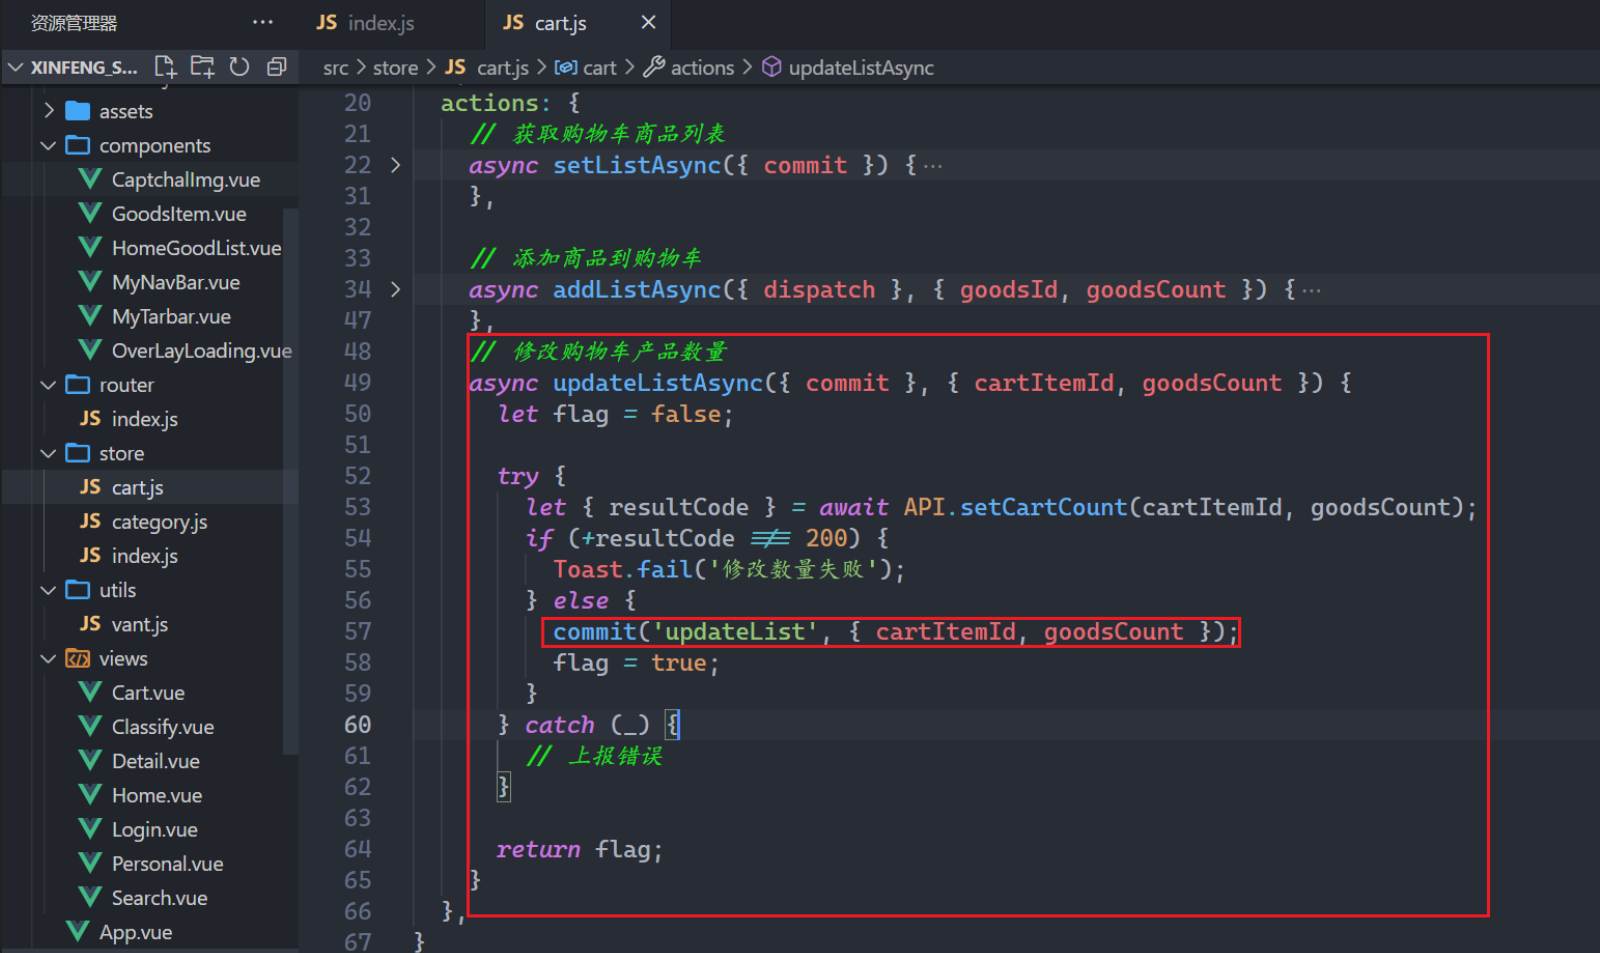 资源管理器 ···
JS index.js
JS cart.js ×
XINFENG_S...
src > store > JS cart.js > cart > actions > updateListAsync
assets
components
CaptchalImg.vue
GoodsItem.vue
HomeGoodList.vue
MyNavBar.vue
MyTarbar.vue
OverLayLoading.vue
router
JS index.js
store
JS cart.js
JS category.js
JS index.js
utils
JS vant.js
views
Cart.vue
Classify.vue
Detail.vue
Home.vue
Login.vue
Personal.vue
Search.vue
App.vue
20 actions: {
21 // 获取购物车商品列表
22 async setListAsync({ commit }) {···
31 },
32
33 // 添加商品到购物车
34 async addListAsync({ dispatch }, { goodsId, goodsCount }) {···
47 },
48 // 修改购物车产品数量
49 async updateListAsync({ commit }, { cartItemId, goodsCount }) {
50 let flag = false;
51
52 try {
53 let { resultCode } = await API.setCartCount(cartItemId, goodsCount);
54 if (+resultCode !== 200) {
55 Toast.fail('修改数量失败');
56 } else {
57 commit('updateList', { cartItemId, goodsCount });
58 flag = true;
59 }
60 } catch (_) {
61 // 上报错误
62 }
63
64 return flag;
65 }
66 },
67 }